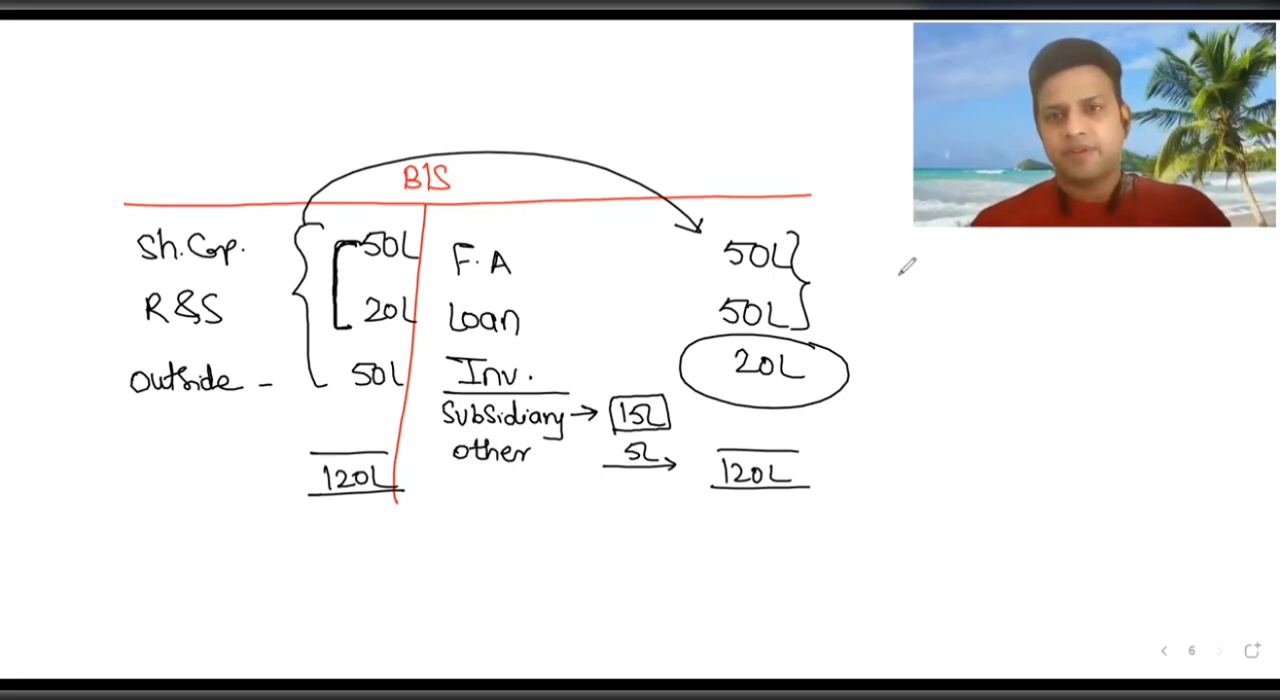 B/S
Sh. Cap. 50L F.A 50L
R&S 20L Loan 50L
Outside - 50L Inv. 20L
Subsidiary → 15L
other 5L
120L 120L
6